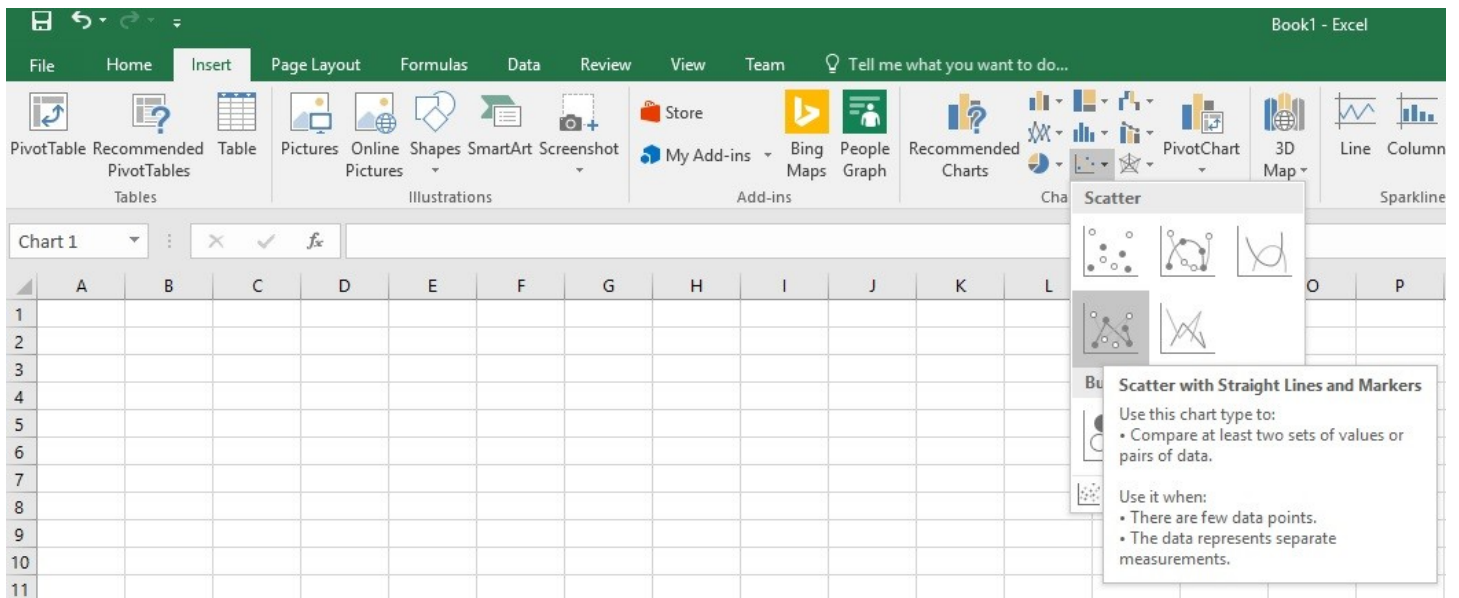 Book1 - Excel
File Home Insert Page Layout Formulas Data Review View Team Tell me what you want to do...
PivotTable Recommended PivotTables Table
Tables
Pictures Online Pictures Shapes SmartArt Screenshot
Illustrations
Store
My Add-ins
Bing Maps People Graph
Add-ins
Recommended Charts
PivotChart
3D Map
Cha
Line Column
Sparkline
Scatter
Chart 1 fx
A B C D E F G H I J K L O P
1
2
3
4
5
6
7
8
9
10
11
Bu
Scatter with Straight Lines and Markers
Use this chart type to:
• Compare at least two sets of values or
pairs of data.
Use it when:
• There are few data points.
• The data represents separate
measurements.